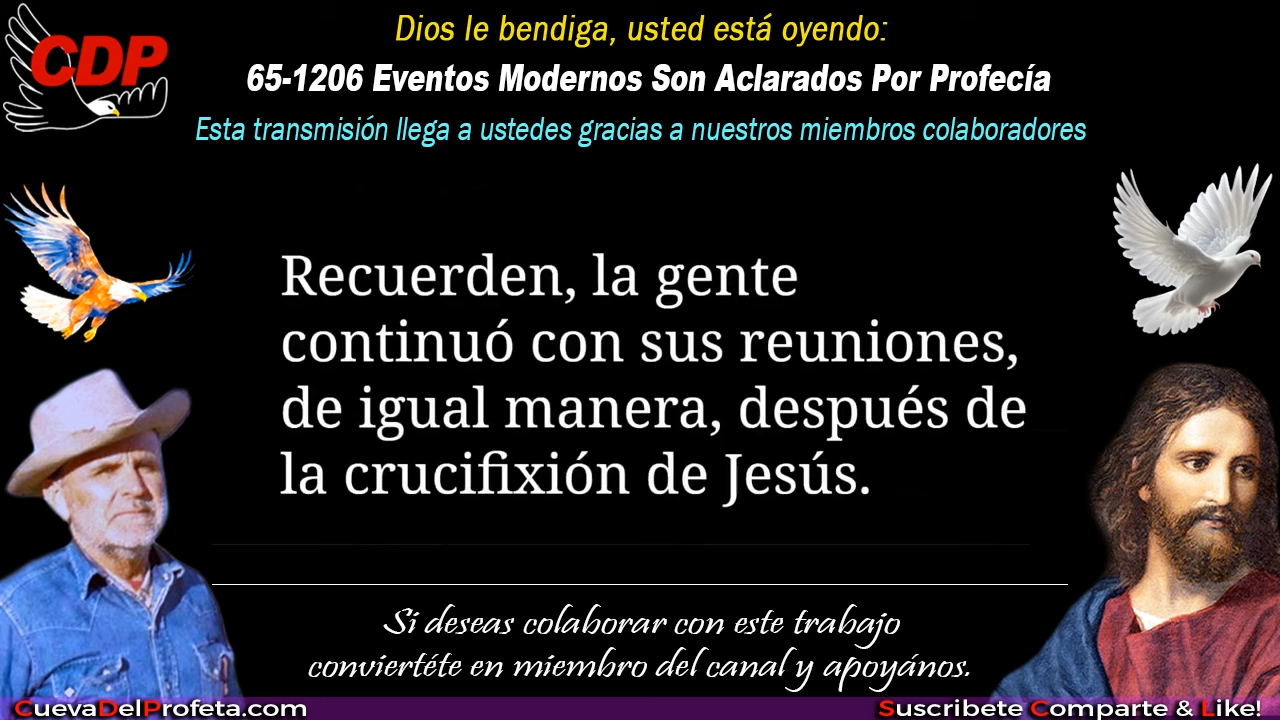 CDP
Dios le bendiga, usted está oyendo:
65-1206 Eventos Modernos Son Aclarados Por Profecía
Esta transmisión llega a ustedes gracias a nuestros miembros colaboradores
Recuerden, la gente
continuó con sus reuniones,
de igual manera, después de
la crucifixión de Jesús.
Si deseas colaborar con este trabajo
conviertéte en miembro del canal y apoyános.
CuevaDelProfeta.com
Suscribete Comparte & Like!